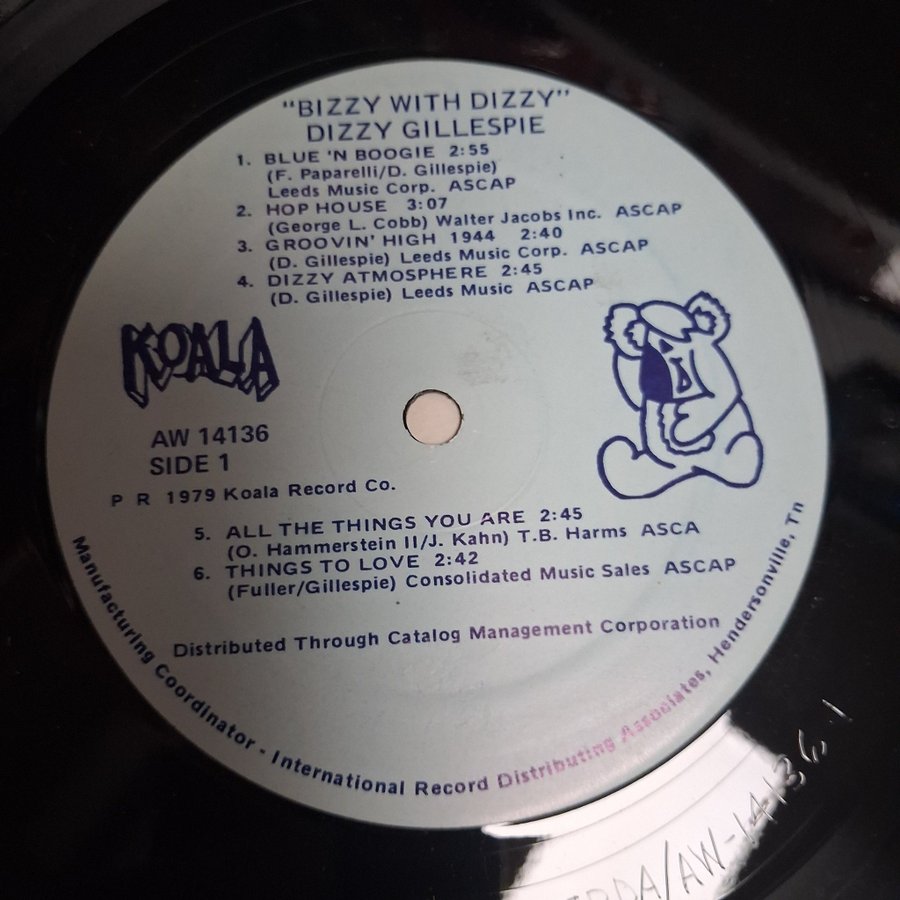 "BIZZY WITH DIZZY"
DIZZY GILLESPIE
1. BLUE 'N BOOGIE 2:55
(F. Paparelli/D. Gillespie)
Leeds Music Corp. ASCAP
2. HOP HOUSE 3:07
(George L. Cobb) Walter Jacobs Inc. ASCAP
3. GROOVIN' HIGH 1944 2:40
(D. Gillespie) Leeds Music Corp. ASCAP
4. DIZZY ATMOSPHERE 2:45
(D. Gillespie) Leeds Music ASCAP
KOALA
AW 14136
SIDE 1
P R 1979 Koala Record Co.
5. ALL THE THINGS YOU ARE 2:45
(O. Hammerstein II/J. Kahn) T.B. Harms ASCA
6. THINGS TO LOVE 2:42
(Fuller/Gillespie) Consolidated Music Sales ASCAP
Distributed Through Catalog Management Corporation
Manufacturing Coordinator - International Record Distributing Associates, Hendersonville, Tn
AW-14136-1